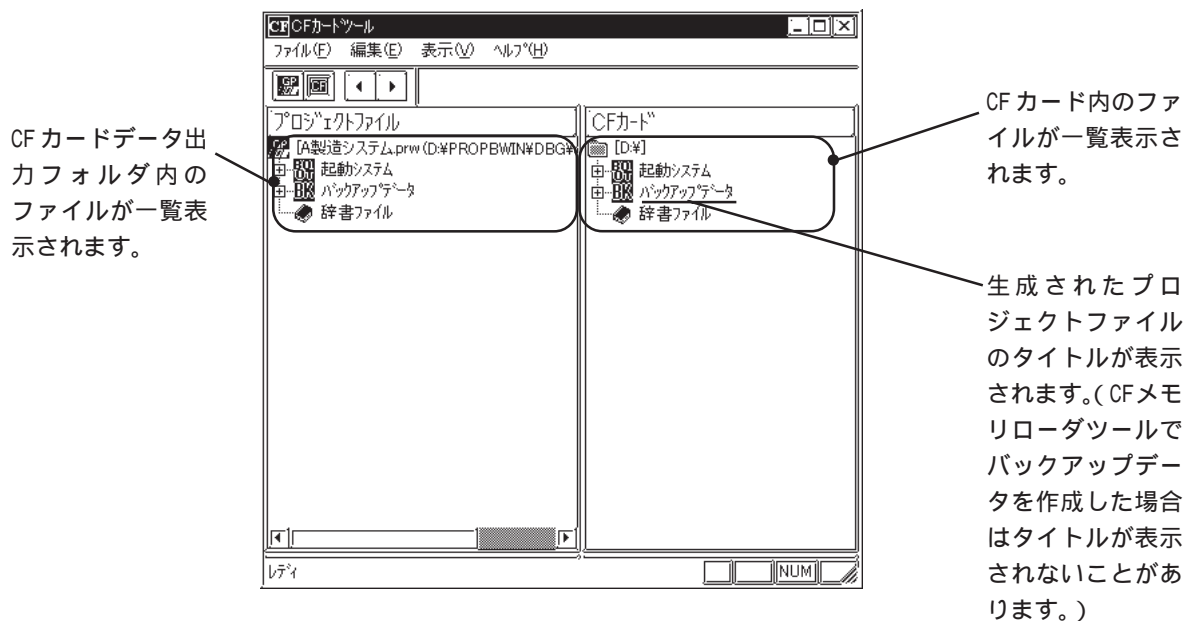 CFカードツール
ファイル(F) 編集(E) 表示(V) ヘルプ(H)
GP CF
プロジェクトファイル
CFカード
[A製造システム.prw(D:¥PROPBWIN¥DBG¥
BOOT 起動システム
BK バックアップデータ
辞書ファイル
[D:¥]
BOOT 起動システム
BK バックアップデータ
辞書ファイル
レディ
NUM
CFカードデータ出
力フォルダ内の
ファイルが一覧表
示されます。
CFカード内のファ
イルが一覧表示さ
れます。
生成されたプロ
ジェクトファイル
のタイトルが表示
されます。(CFメモ
リローダツールで
バックアップデー
タを作成した場合
はタイトルが表示
されないことがあ
ります。)